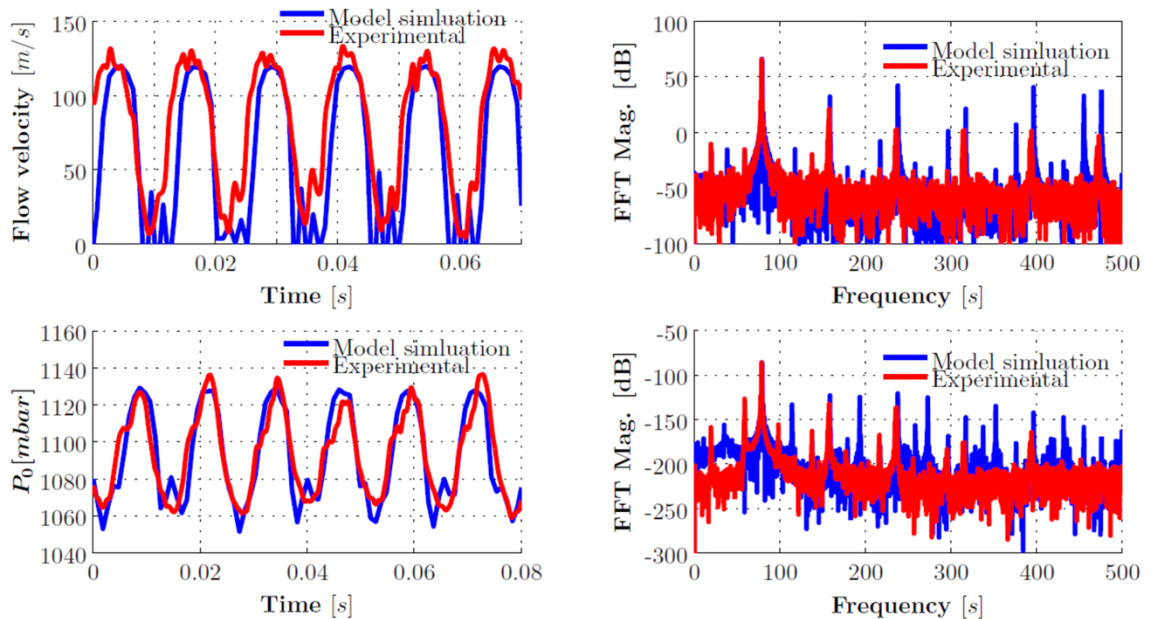 Flow velocity [m/s]
150
100
50
0
Model simluation
Experimental
0
0.02
0.04
0.06
Time [s]
FFT Mag. [dB]
100
50
0
-50
-100
Model simluation
Experimental
0
100
200
300
400
500
Frequency [s]
P0[mbar]
1160
1140
1120
1100
1080
1060
1040
Model simluation
Experimental
0
0.02
0.04
0.06
0.08
Time [s]
FFT Mag. [dB]
-50
-100
-150
-200
-250
-300
Model simluation
Experimental
0
100
200
300
400
500
Frequency [s]